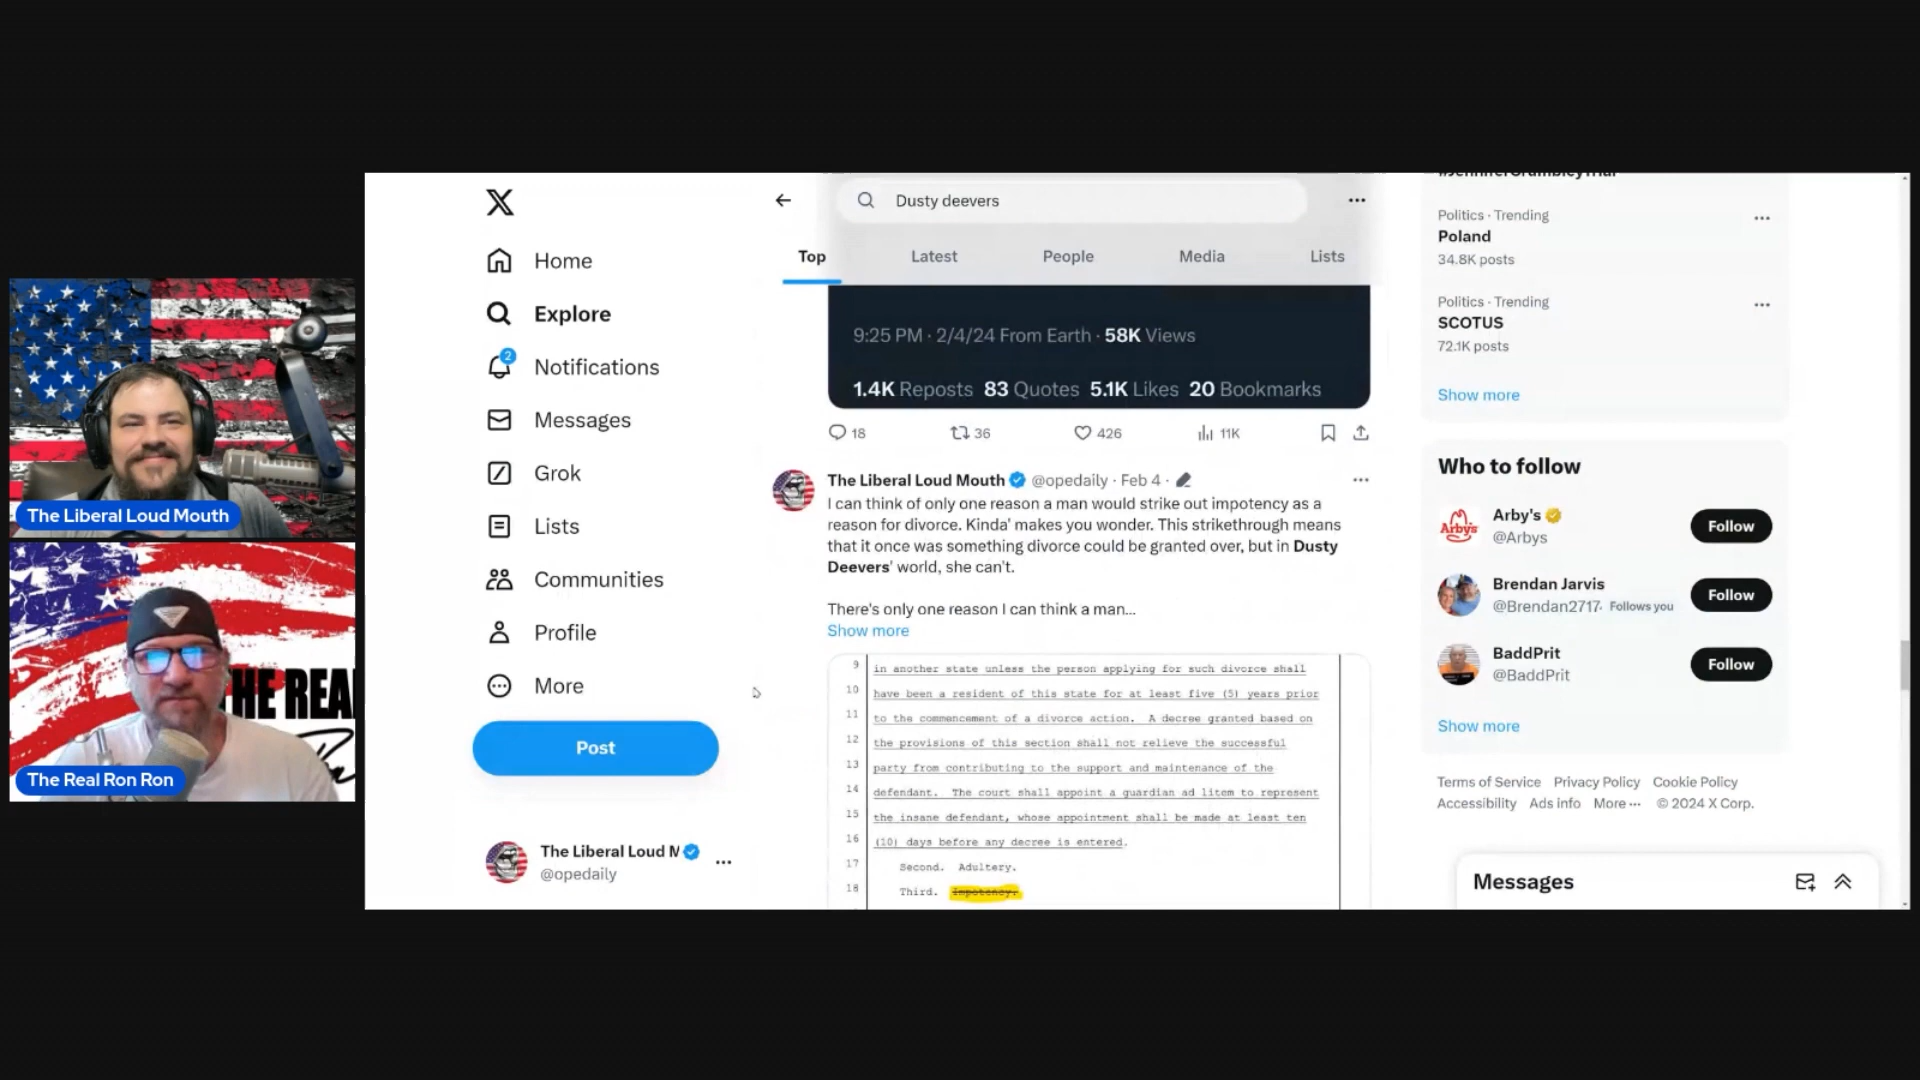 The Liberal Loud Mouth
HE REA
The Real Ron Ron
Home
Explore
2
Notifications
Messages
Grok
Lists
Communities
Profile
More
Post
The Liberal Loud M
@opedaily
Dusty deevers
Top
Latest
People
Media
Lists
9:25 PM · 2/4/24 From Earth · 58K Views
1.4K Reposts 83 Quotes 5.1K Likes 20 Bookmarks
18
36
426
11K
The Liberal Loud Mouth @opedaily · Feb 4 ·
I can think of only one reason a man would strike out impotency as a
reason for divorce. Kinda' makes you wonder. This strikethrough means
that it once was something divorce could be granted over, but in Dusty
Deevers' world, she can't.
There's only one reason I can think a man...
Show more
9 in another state unless the person applying for such divorce shall
10 have been a resident of this state for at least five (5) years prior
11 to the commencement of a divorce action. A decree granted based on
12 the provisions of this section shall not relieve the successful
13 party from contributing to the support and maintenance of the
14 defendant. The court shall appoint a guardian ad litem to represent
15 the insane defendant, whose appointment shall be made at least ten
16 (10) days before any decree is entered.
17 Second. Adultery.
18 Third. Impotency.
#JenniferCrumbleyTrial
Politics · Trending
Poland
34.8K posts
Politics · Trending
SCOTUS
72.1K posts
Show more
Who to follow
Arby's
Arby's
@Arbys
Follow
Brendan Jarvis
@Brendan2717. Follows you
Follow
BaddPrit
@BaddPrit
Follow
Show more
Terms of Service Privacy Policy Cookie Policy
Accessibility Ads info More ··· © 2024 X Corp.
Messages